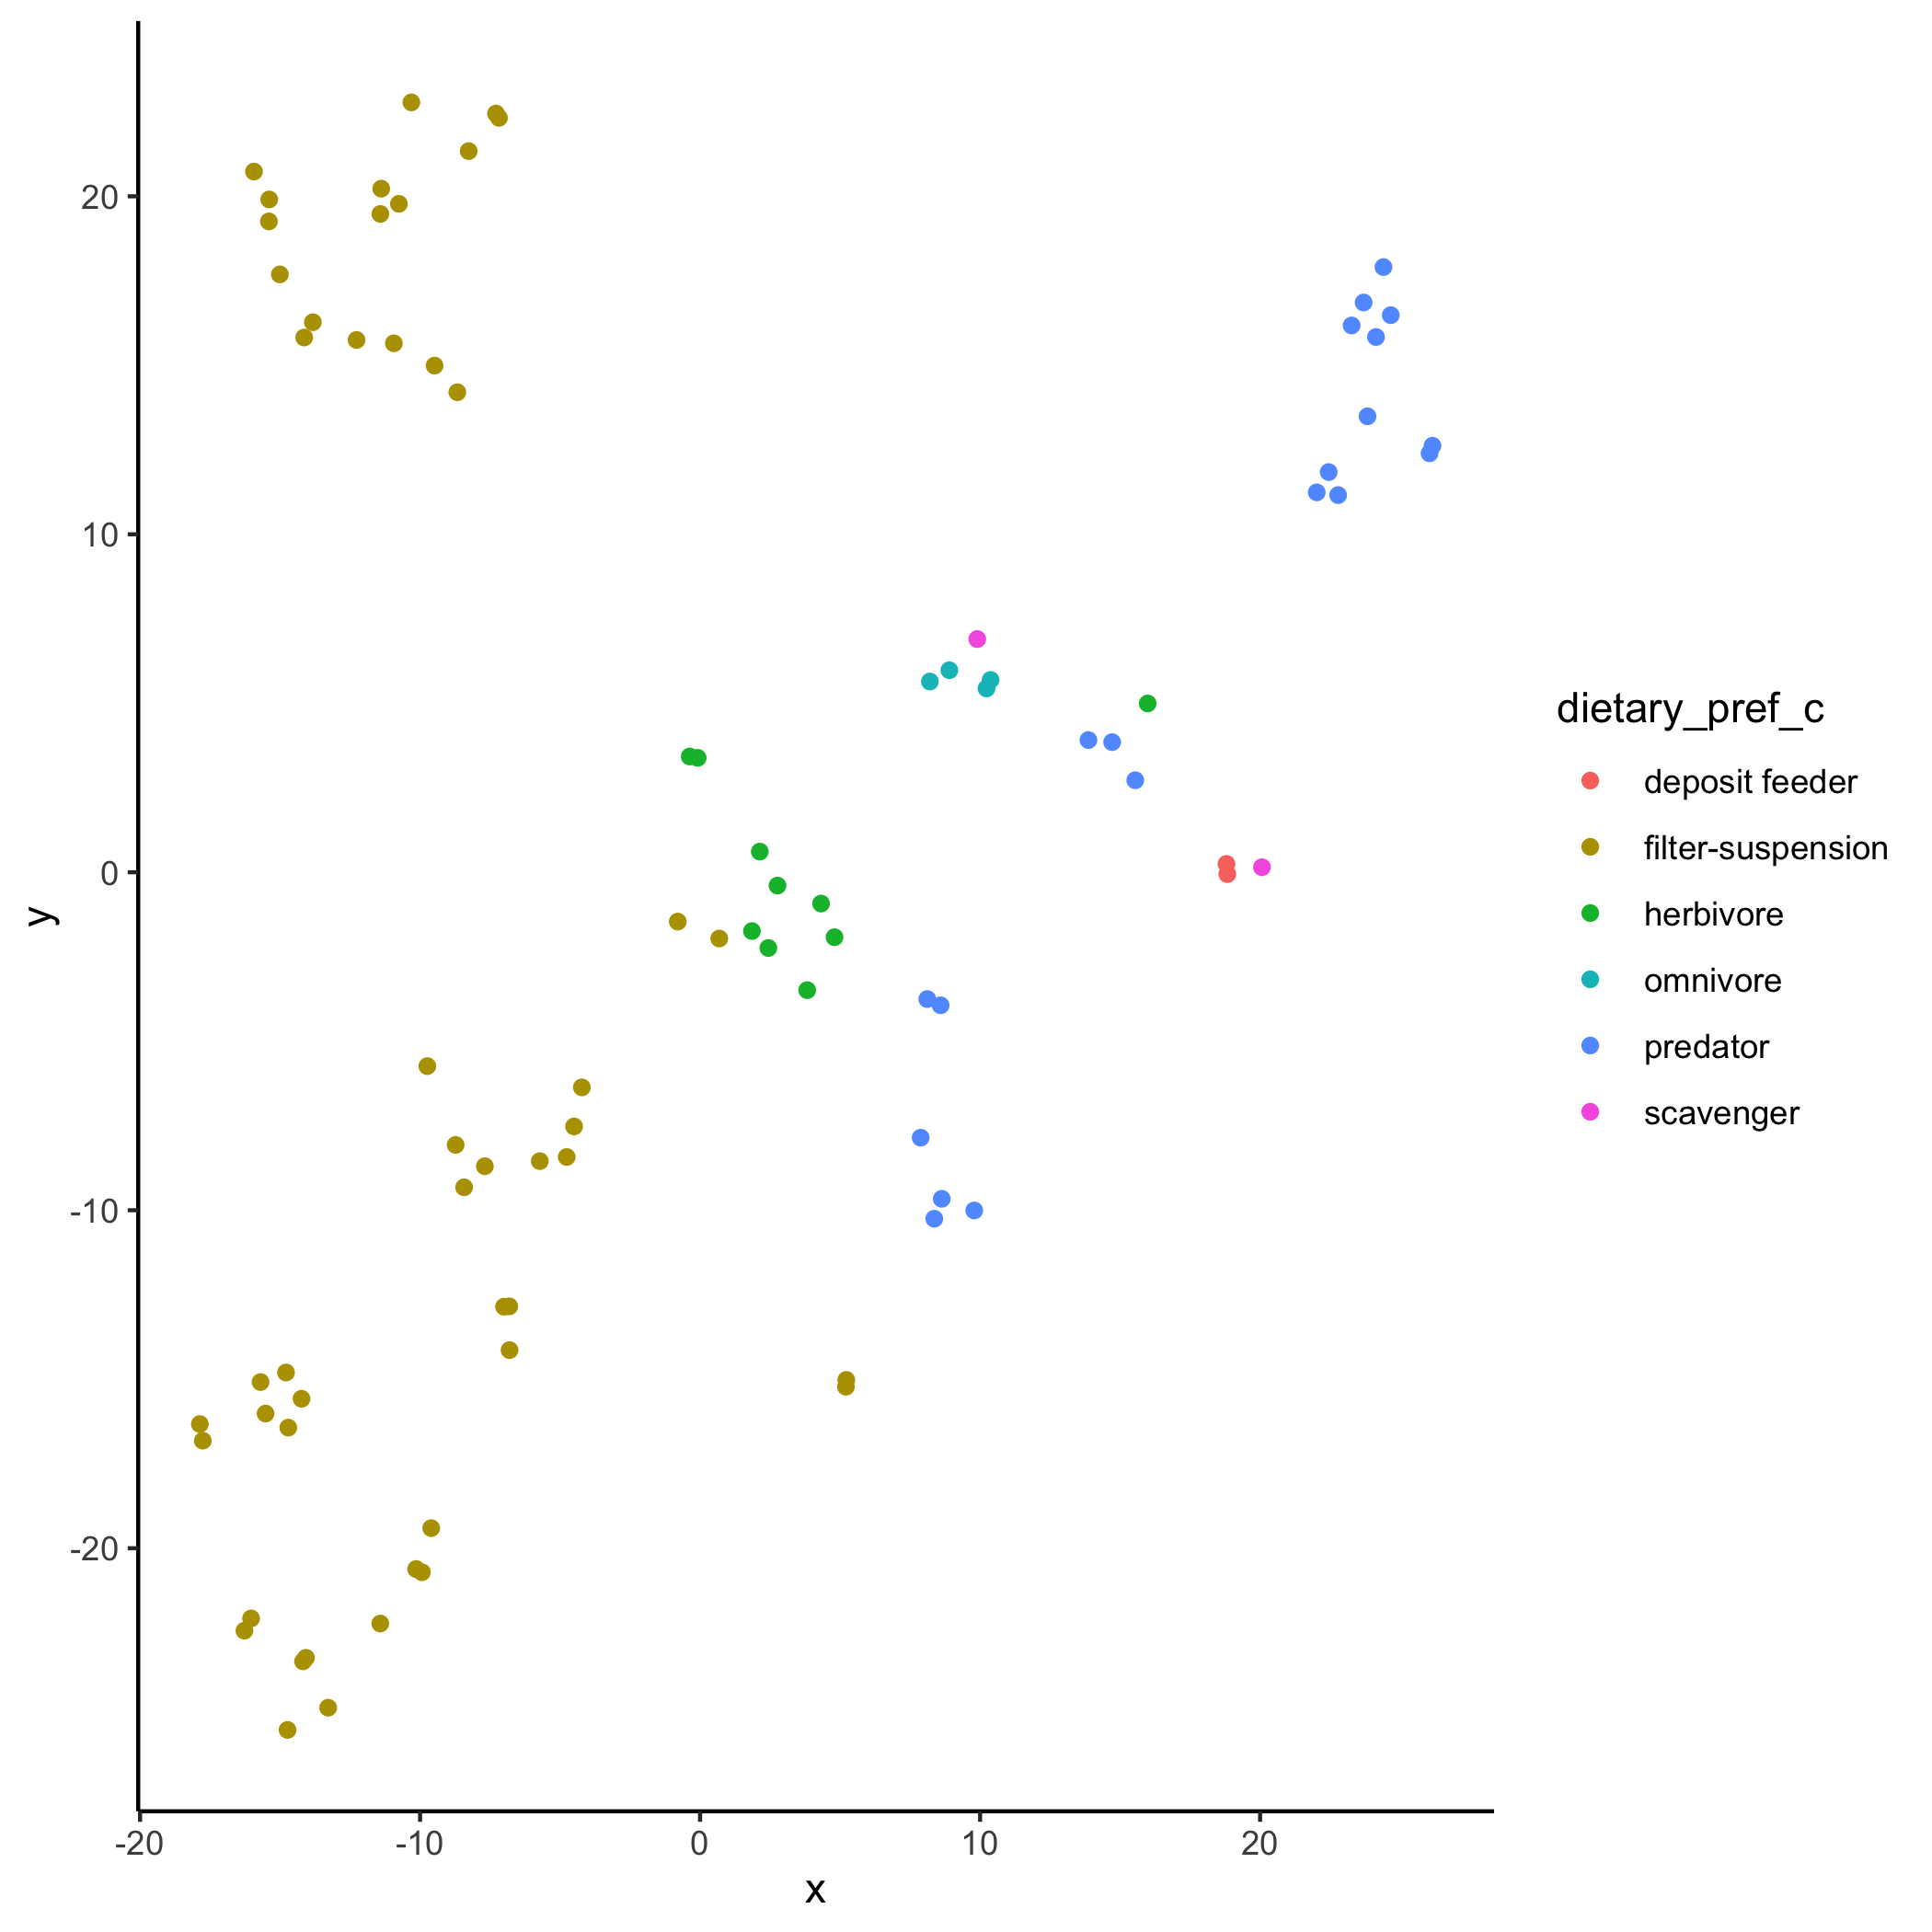 20
10
0
-10
-20
y
-20
-10
0
10
20
x
dietary_pref_c
deposit feeder
filter-suspension
herbivore
omnivore
predator
scavenger